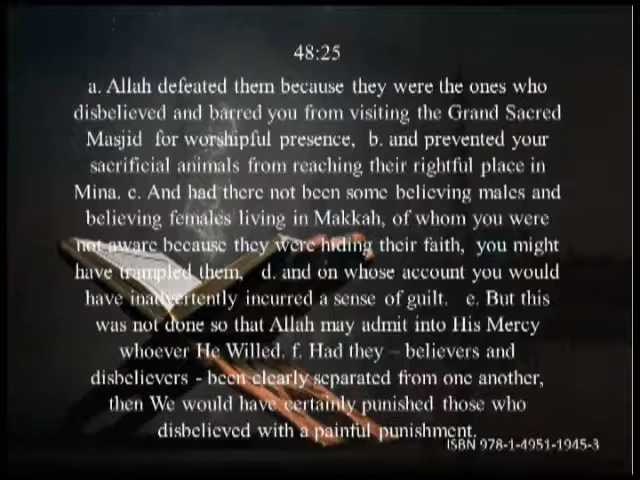 48:25
a. Allah defeated them because they were the ones who
disbelieved and barred you from visiting the Grand Sacred
Masjid for worshipful presence, b. and prevented your
sacrificial animals from reaching their rightful place in
Mina. c. And had there not been some believing males and
believing females living in Makkah, of whom you were
not aware because they were hiding their faith, you might
have trampled them, d. and on whose account you would
have inadvertently incurred a sense of guilt. e. But this
was not done so that Allah may admit into His Mercy
whoever He Willed. f. Had they – believers and
disbelievers - been clearly separated from one another,
then We would have certainly punished those who
disbelieved with a painful punishment.
ISBN 978-1-4951-1945-3